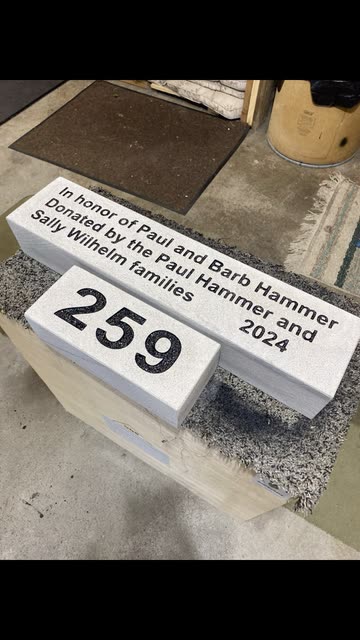 In honor of Paul and Barb Hammer
Donated by the Paul Hammer and
Sally Wilhelm families
2024
259